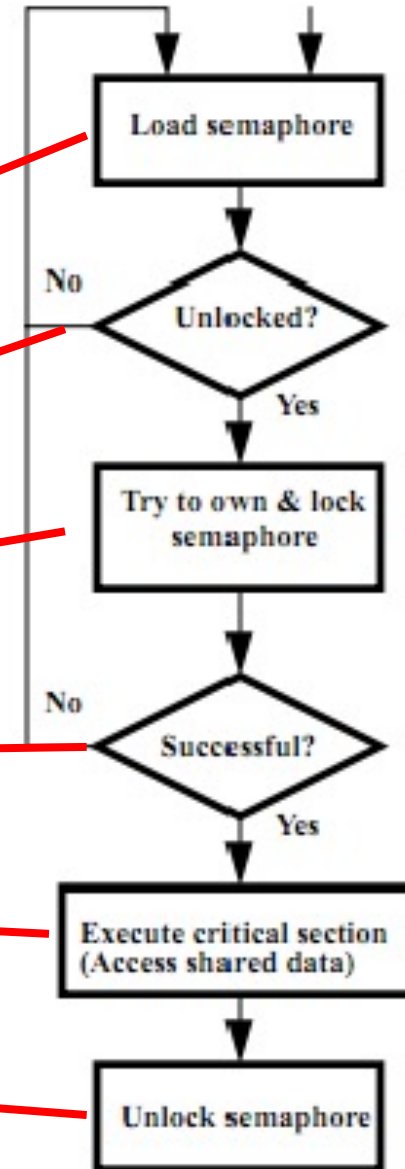 Load semaphore
No
Unlocked?
Yes
Try to own & lock
semaphore
No
Successful?
Yes
Execute critical section
(Access shared data)
Unlock semaphore